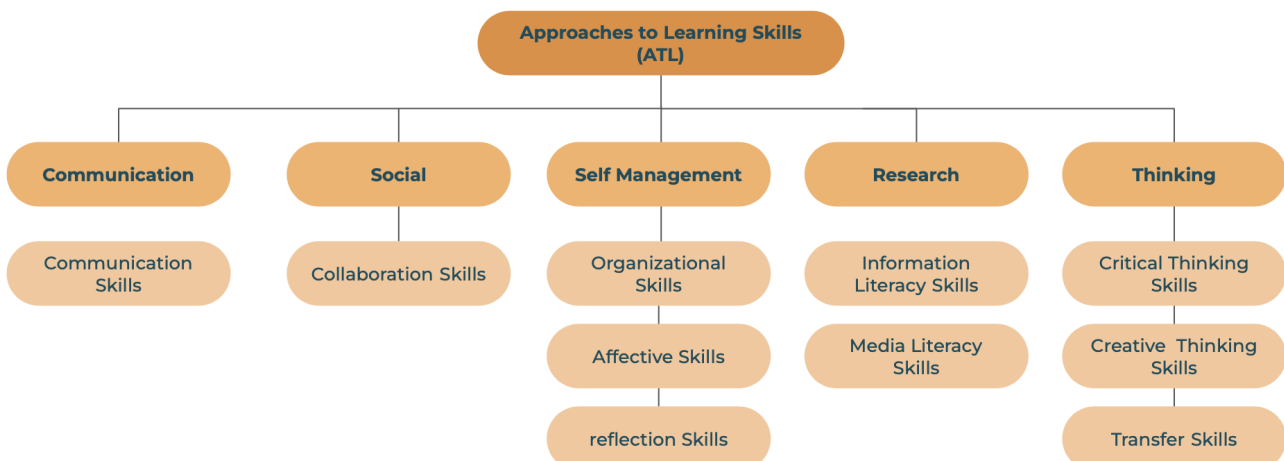 Approaches to Learning Skills
(ATL)
Communication
Social
Self Management
Research
Thinking
Communication
Skills
Collaboration Skills
Organizational
Skills
Information
Literacy Skills
Critical Thinking
Skills
Affective Skills
Media Literacy
Skills
Creative  Thinking
Skills
reflection Skills
Transfer Skills